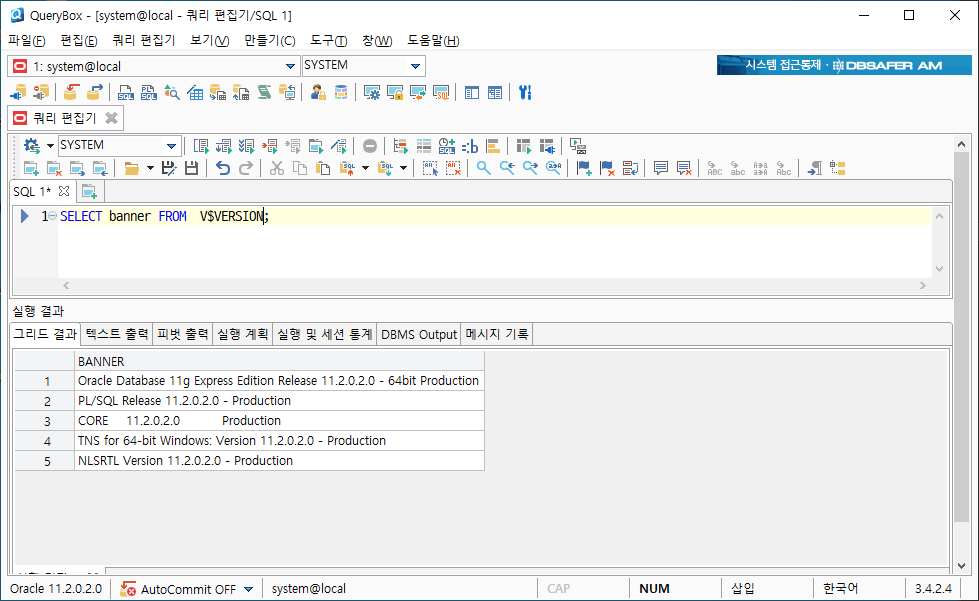 QueryBox - [system@local - 쿼리 편집기/SQL 1]
파일(F) 편집(E) 쿼리 편집기 보기(V) 만들기(C) 도구(T) 창(W) 도움말(H)
1: system@local SYSTEM 시스템 접근통제 · DBSAFER AM
쿼리 편집기
SYSTEM
SQL 1*
1 SELECT banner FROM  V$VERSION;
실행 결과
그리드 결과 텍스트 출력 피벗 출력 실행 계획 실행 및 세션 통계 DBMS Output 메시지 기록
BANNER
1 Oracle Database 11g Express Edition Release 11.2.0.2.0 - 64bit Production
2 PL/SQL Release 11.2.0.2.0 - Production
3 CORE 11.2.0.2.0 Production
4 TNS for 64-bit Windows: Version 11.2.0.2.0 - Production
5 NLSRTL Version 11.2.0.2.0 - Production
Oracle 11.2.0.2.0 AutoCommit OFF system@local CAP NUM 삽입 한국어 3.4.2.4